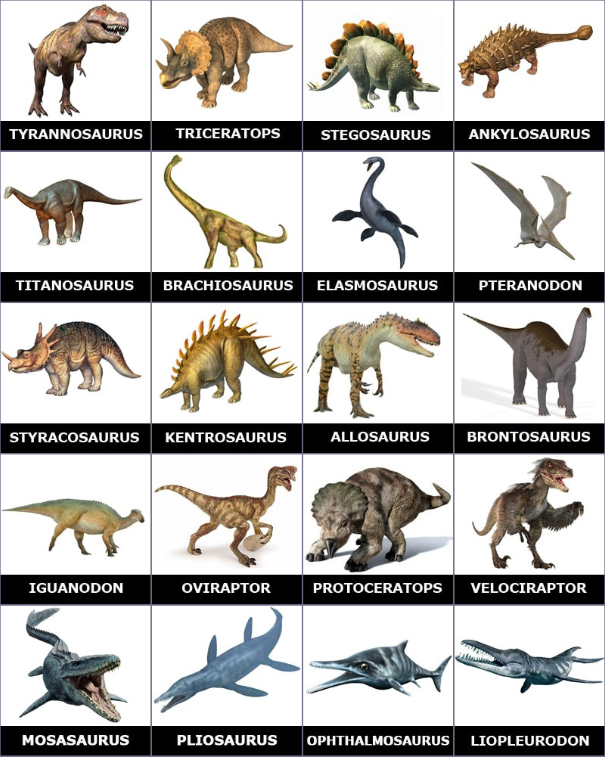 TYRANNOSAURUS
TRICERATOPS
STEGOSAURUS
ANKYLOSAURUS
TITANOSAURUS
BRACHIOSAURUS
ELASMOSAURUS
PTERANODON
STYRACOSAURUS
KENTROSAURUS
ALLOSAURUS
BRONTOSAURUS
IGUANODON
OVIRAPTOR
PROTOCERATOPS
VELOCIRAPTOR
MOSASAURUS
PLIOSAURUS
OPHTHALMOSAURUS
LIOPLEURODON